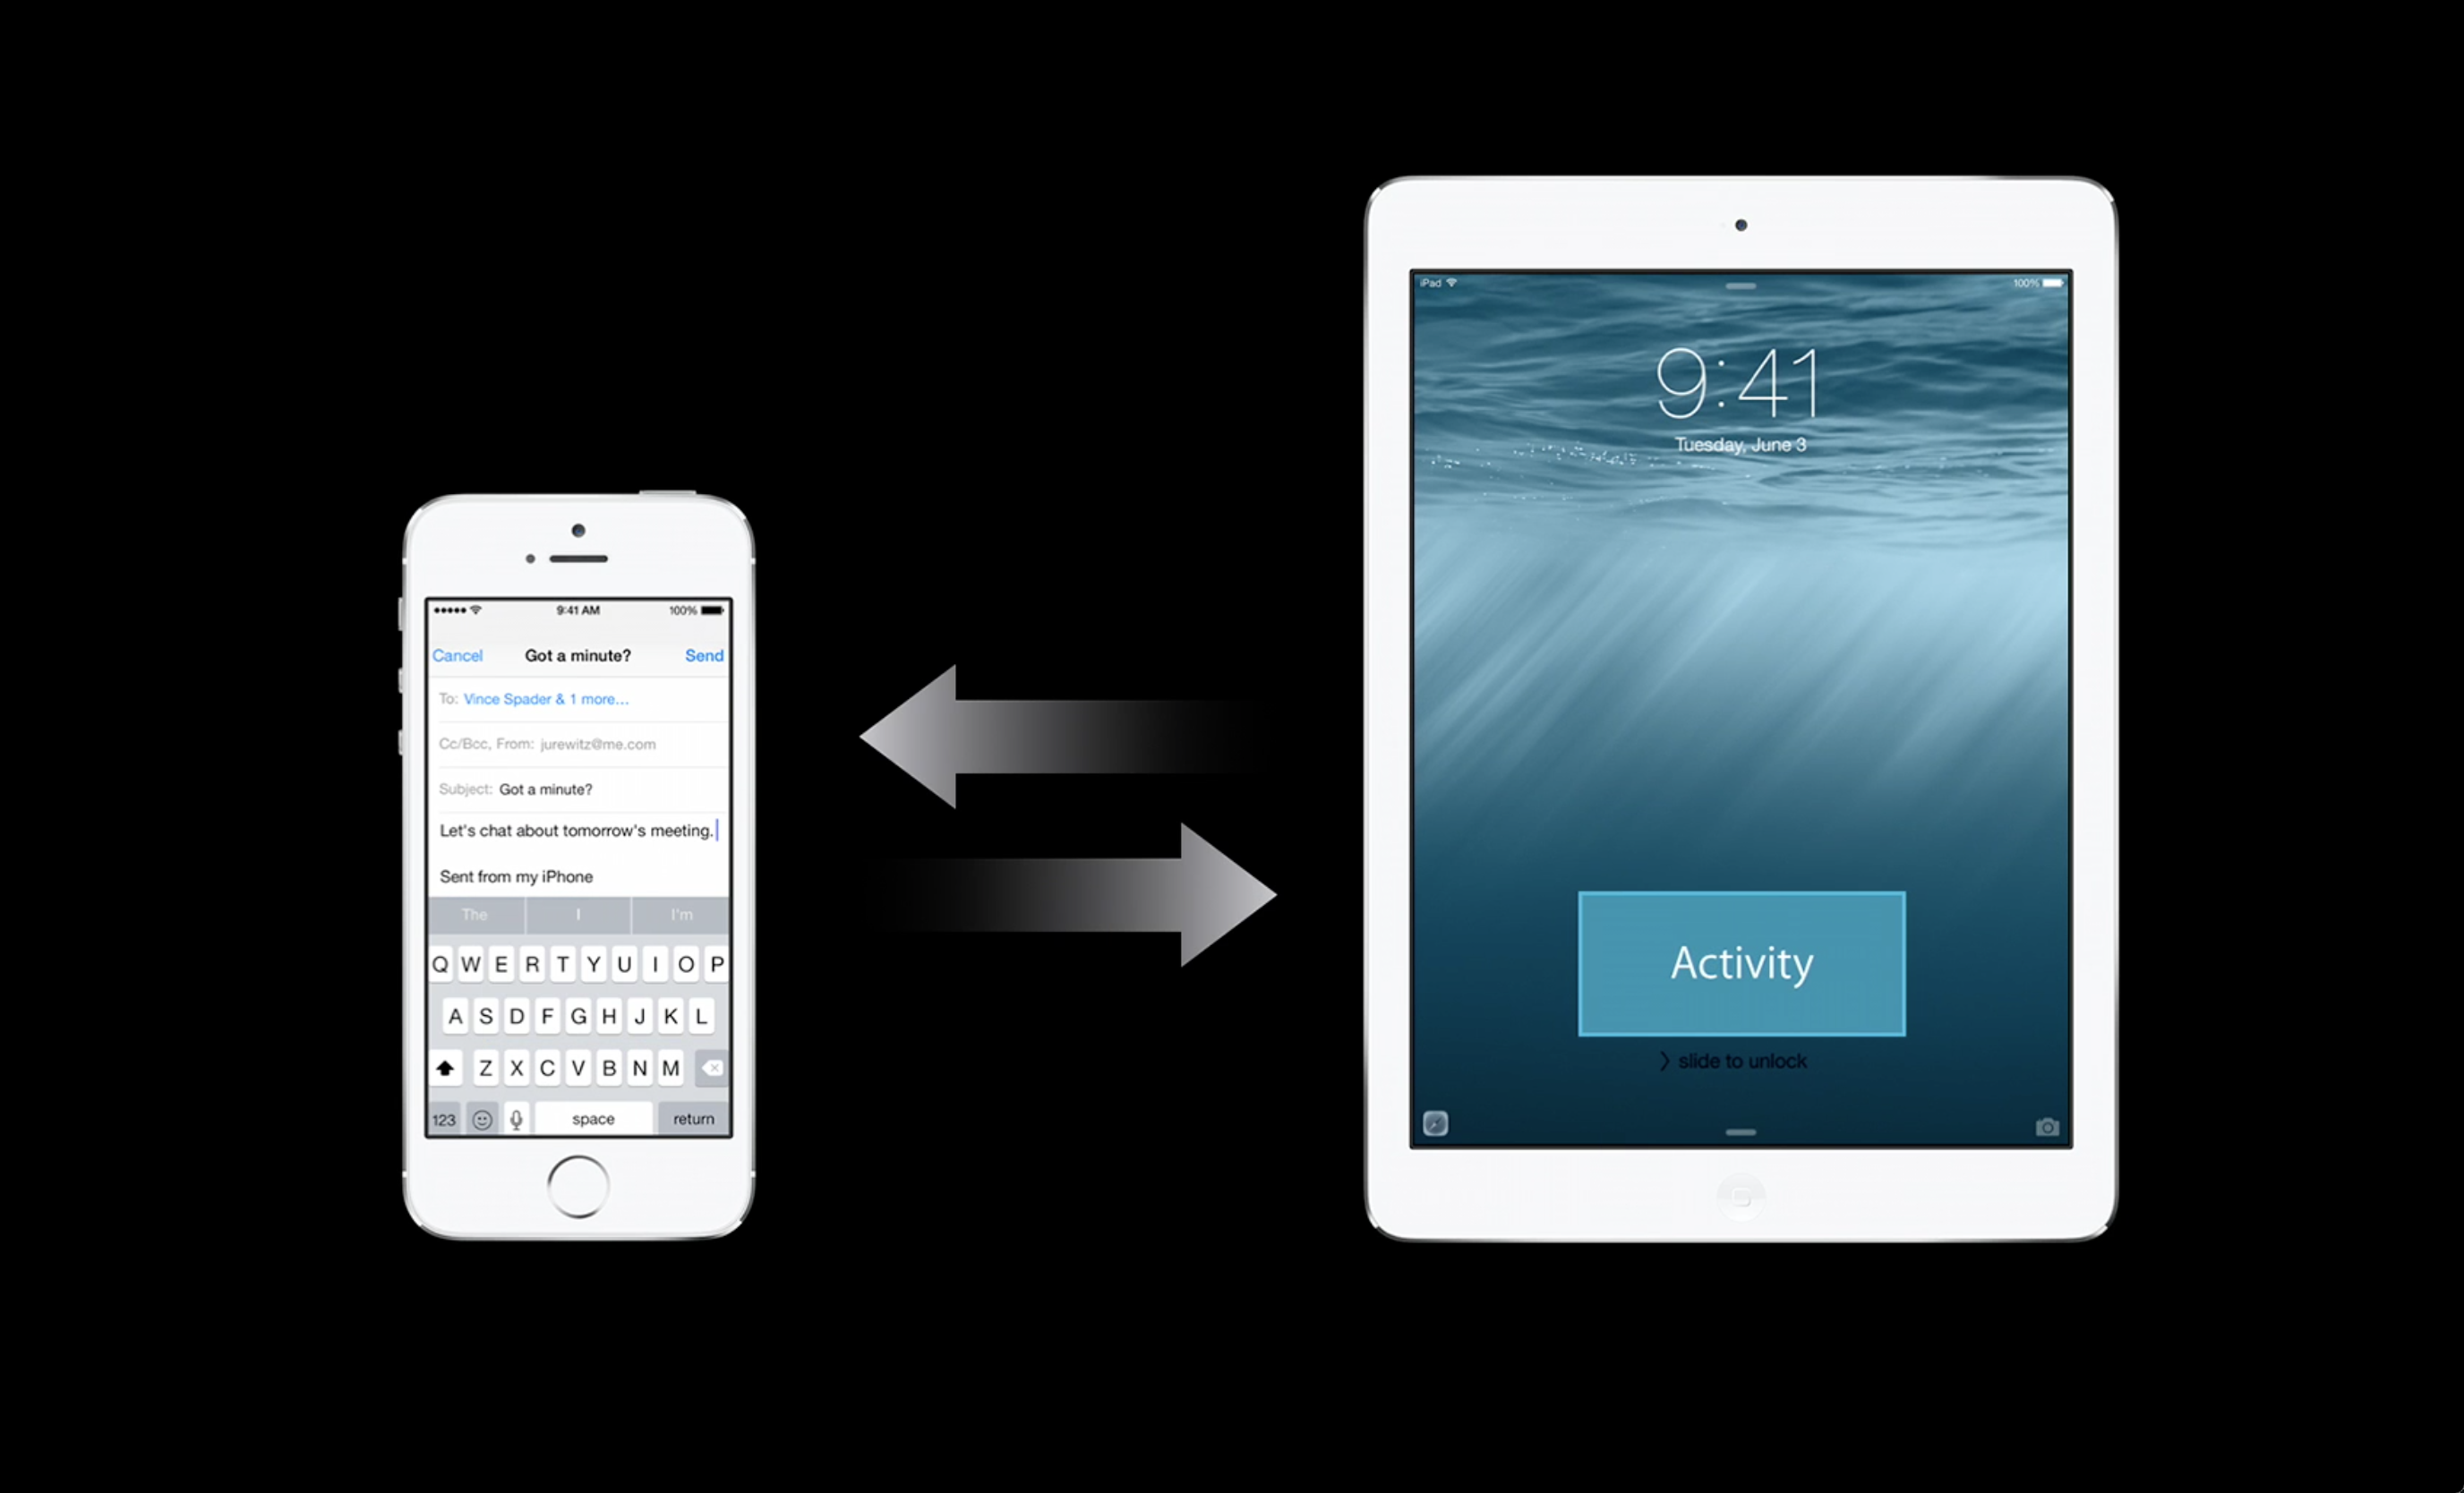 9:41 AM
100%
Cancel Got a minute? Send
To: Vince Spader & 1 more...
Cc/Bcc, From: jurewitz@me.com
Subject: Got a minute?
Let's chat about tomorrow's meeting.
Sent from my iPhone
The I I'm
Q W E R T Y U I O P
A S D F G H J K L
Z X C V B N M
123 space return
iPad 100%
9:41
Tuesday, June 3
Activity
slide to unlock